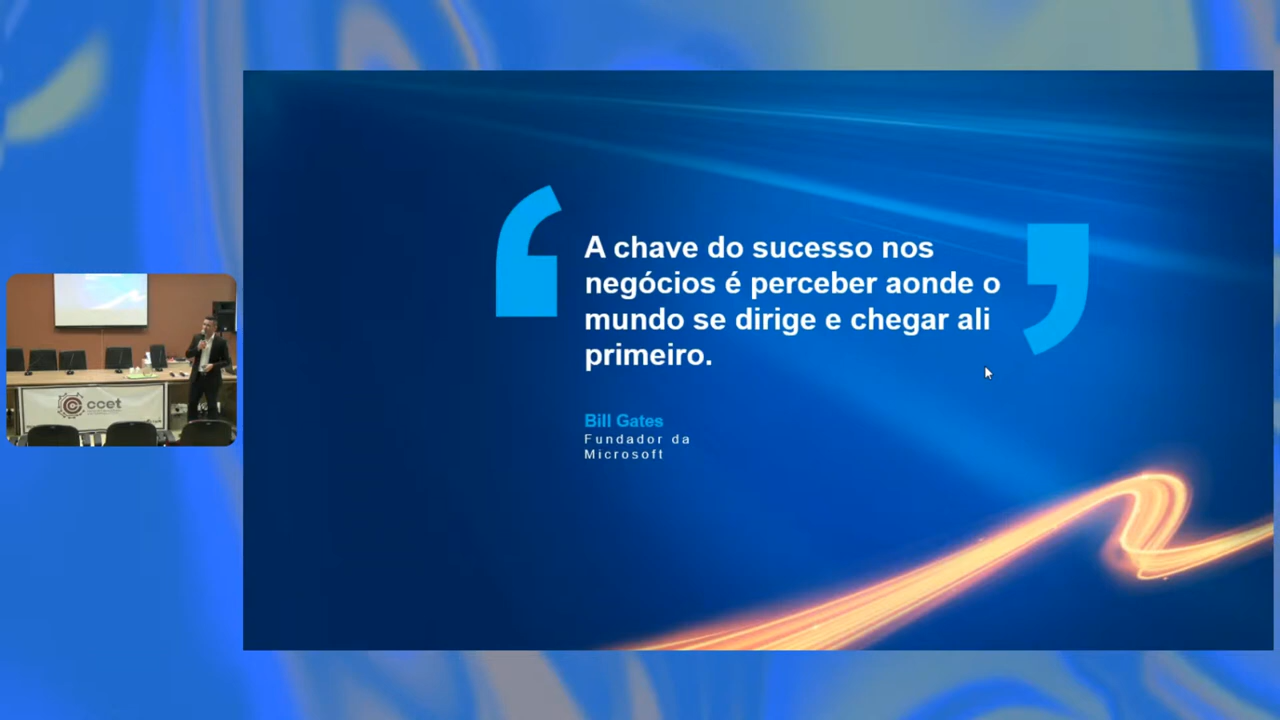 A chave do sucesso nos
negócios é perceber aonde o
mundo se dirige e chegar ali
primeiro.
Bill Gates
Fundador da
Microsoft
ccet